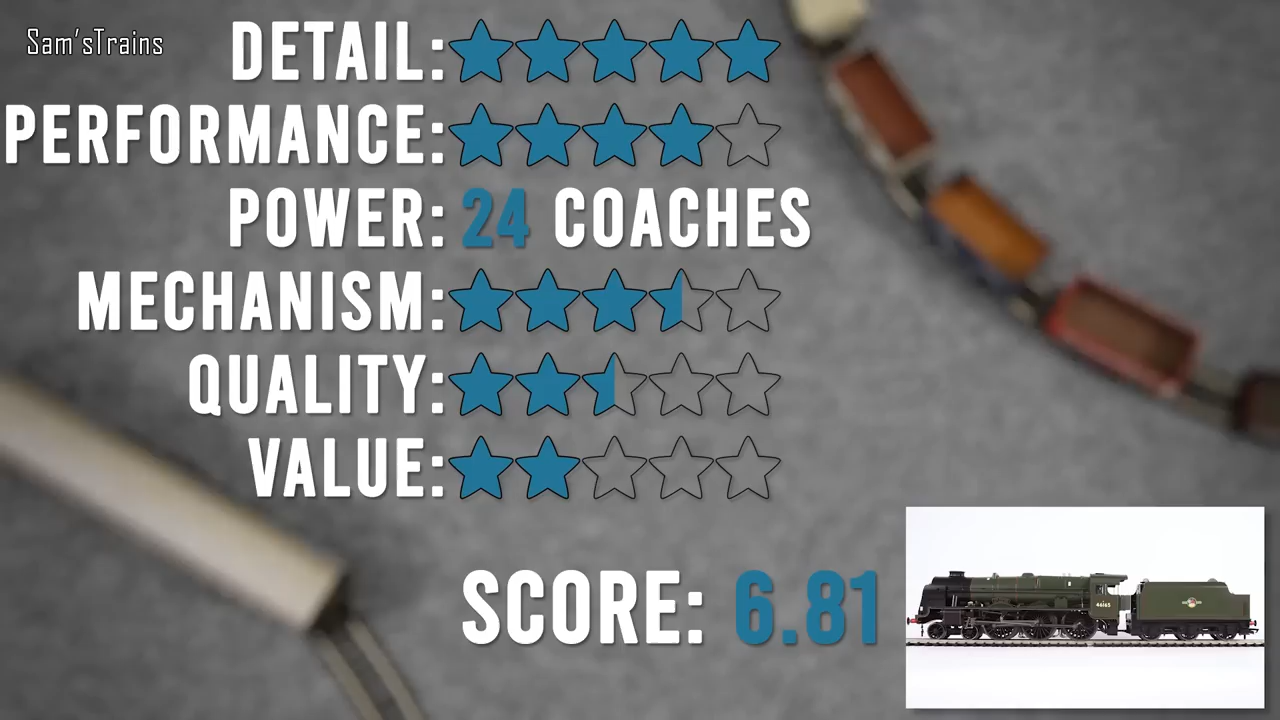 Sam'sTrains
DETAIL:
PERFORMANCE:
POWER: 24 COACHES
MECHANISM:
QUALITY:
VALUE:
SCORE: 6.81
46165